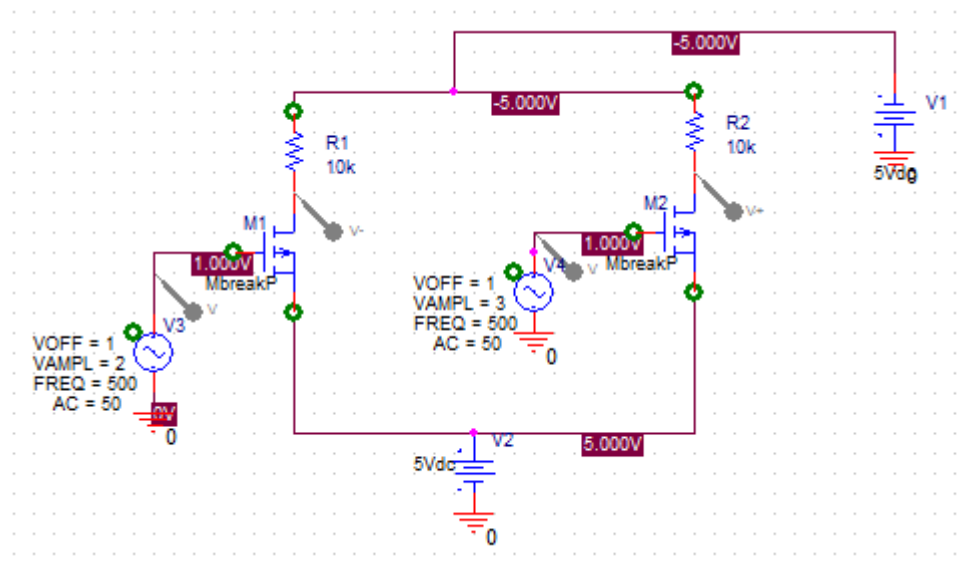 -5.000V
-5.000V
V1
R1
10k
R2
10k
5Vdc
0
M1
V-
M2
V+
1.000V
MbreakP
1.000V
V4
MbreakP
V
V
VOFF = 1
VAMPL = 3
FREQ = 500
AC = 50
V3
VOFF = 1
VAMPL = 2
FREQ = 500
AC = 50
0
0V
0
V2
5.000V
5Vdc
0